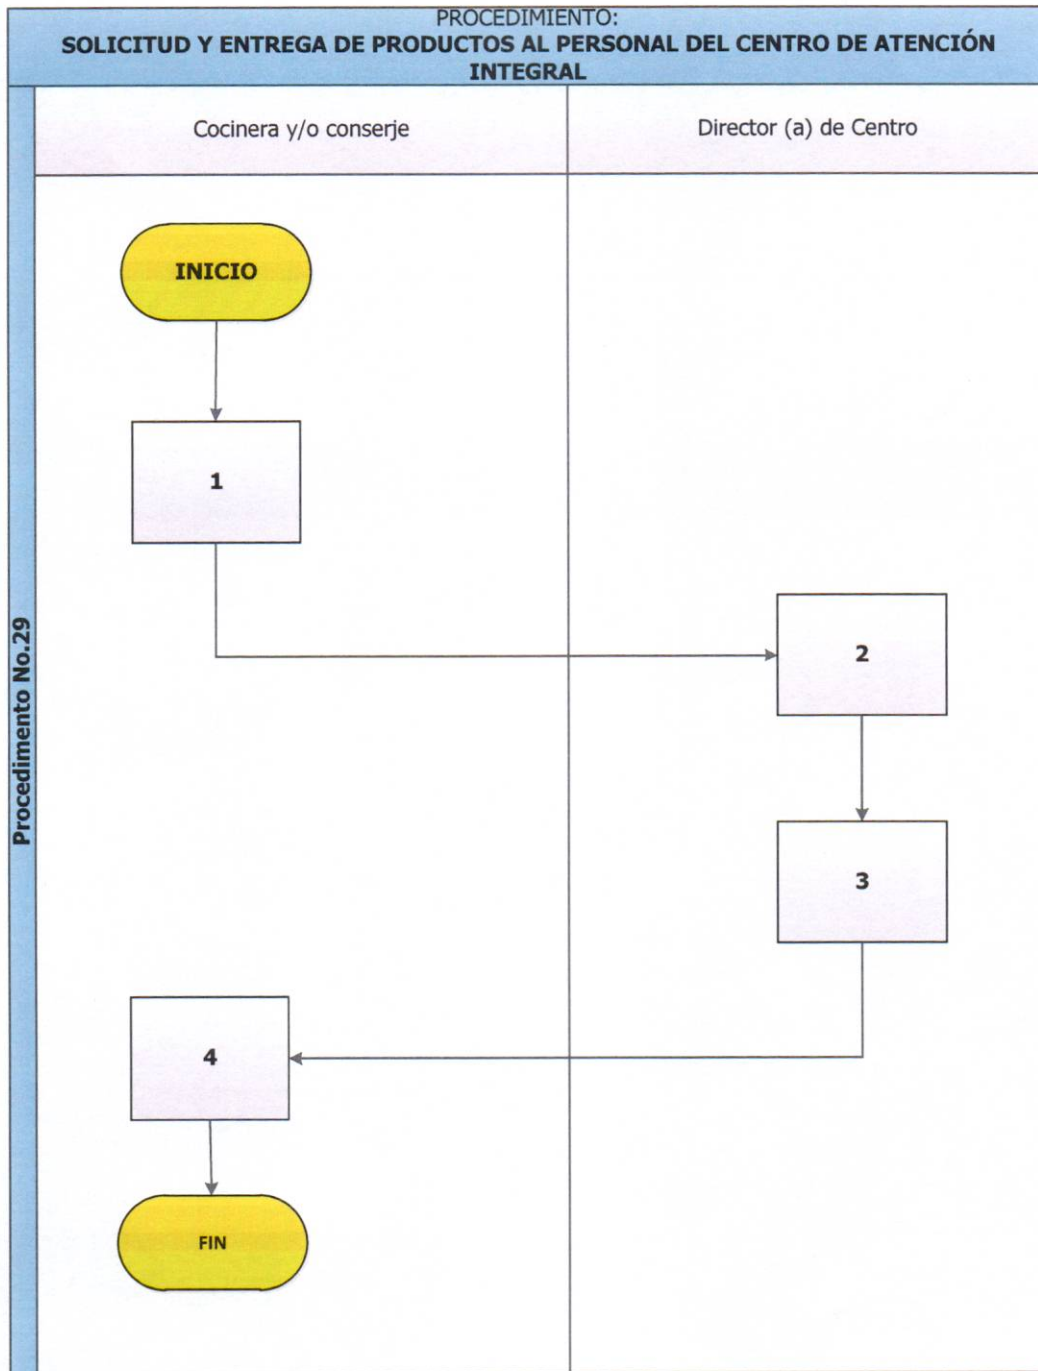 PROCEDIMIENTO:
SOLICITUD Y ENTREGA DE PRODUCTOS AL PERSONAL DEL CENTRO DE ATENCIÓN
INTEGRAL
Procedimento No.29
Cocinera y/o conserje
Director (a) de Centro
INICIO
1
2
3
4
FIN